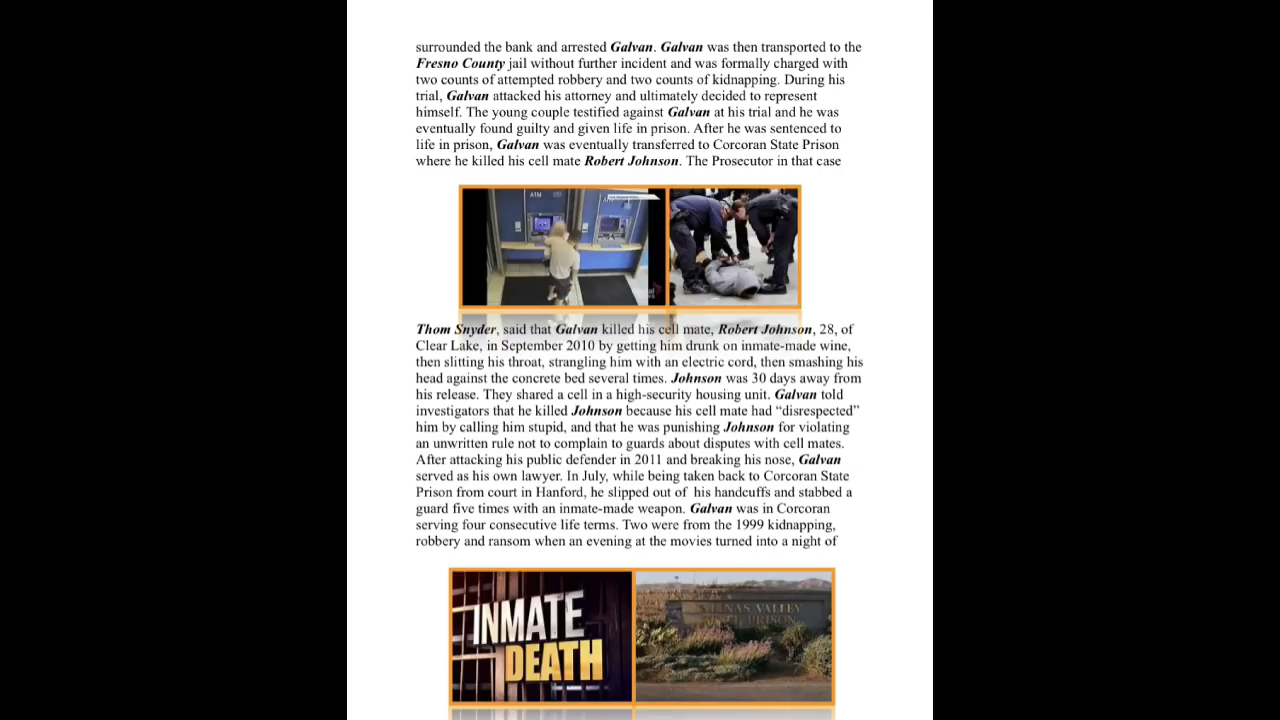 surrounded the bank and arrested Galvan. Galvan was then transported to the
Fresno County jail without further incident and was formally charged with
two counts of attempted robbery and two counts of kidnapping. During his
trial, Galvan attacked his attorney and ultimately decided to represent
himself. The young couple testified against Galvan at his trial and he was
eventually found guilty and given life in prison. After he was sentenced to
life in prison, Galvan was eventually transferred to Corcoran State Prison
where he killed his cell mate Robert Johnson. The Prosecutor in that case
ATM
Thom Snyder, said that Galvan killed his cell mate, Robert Johnson, 28, of
Clear Lake, in September 2010 by getting him drunk on inmate-made wine,
then slitting his throat, strangling him with an electric cord, then smashing his
head against the concrete bed several times. Johnson was 30 days away from
his release. They shared a cell in a high-security housing unit. Galvan told
investigators that he killed Johnson because his cell mate had “disrespected”
him by calling him stupid, and that he was punishing Johnson for violating
an unwritten rule not to complain to guards about disputes with cell mates.
After attacking his public defender in 2011 and breaking his nose, Galvan
served as his own lawyer. In July, while being taken back to Corcoran State
Prison from court in Hanford, he slipped out of his handcuffs and stabbed a
guard five times with an inmate-made weapon. Galvan was in Corcoran
serving four consecutive life terms. Two were from the 1999 kidnapping,
robbery and ransom when an evening at the movies turned into a night of
INMATE
DEATH
VALLEY
PRISON